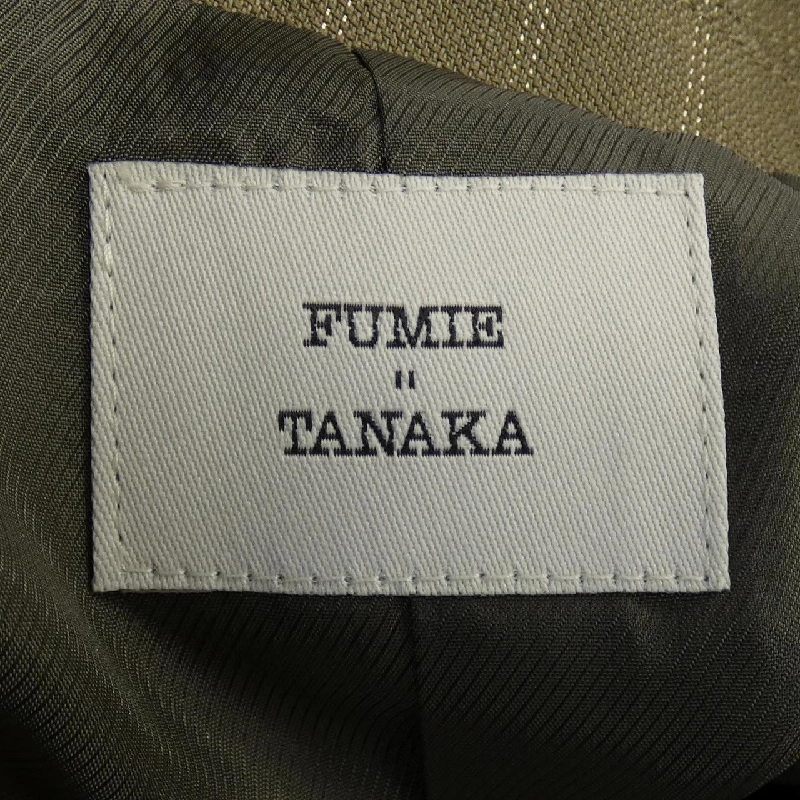 FUMIE
"
TANAKA